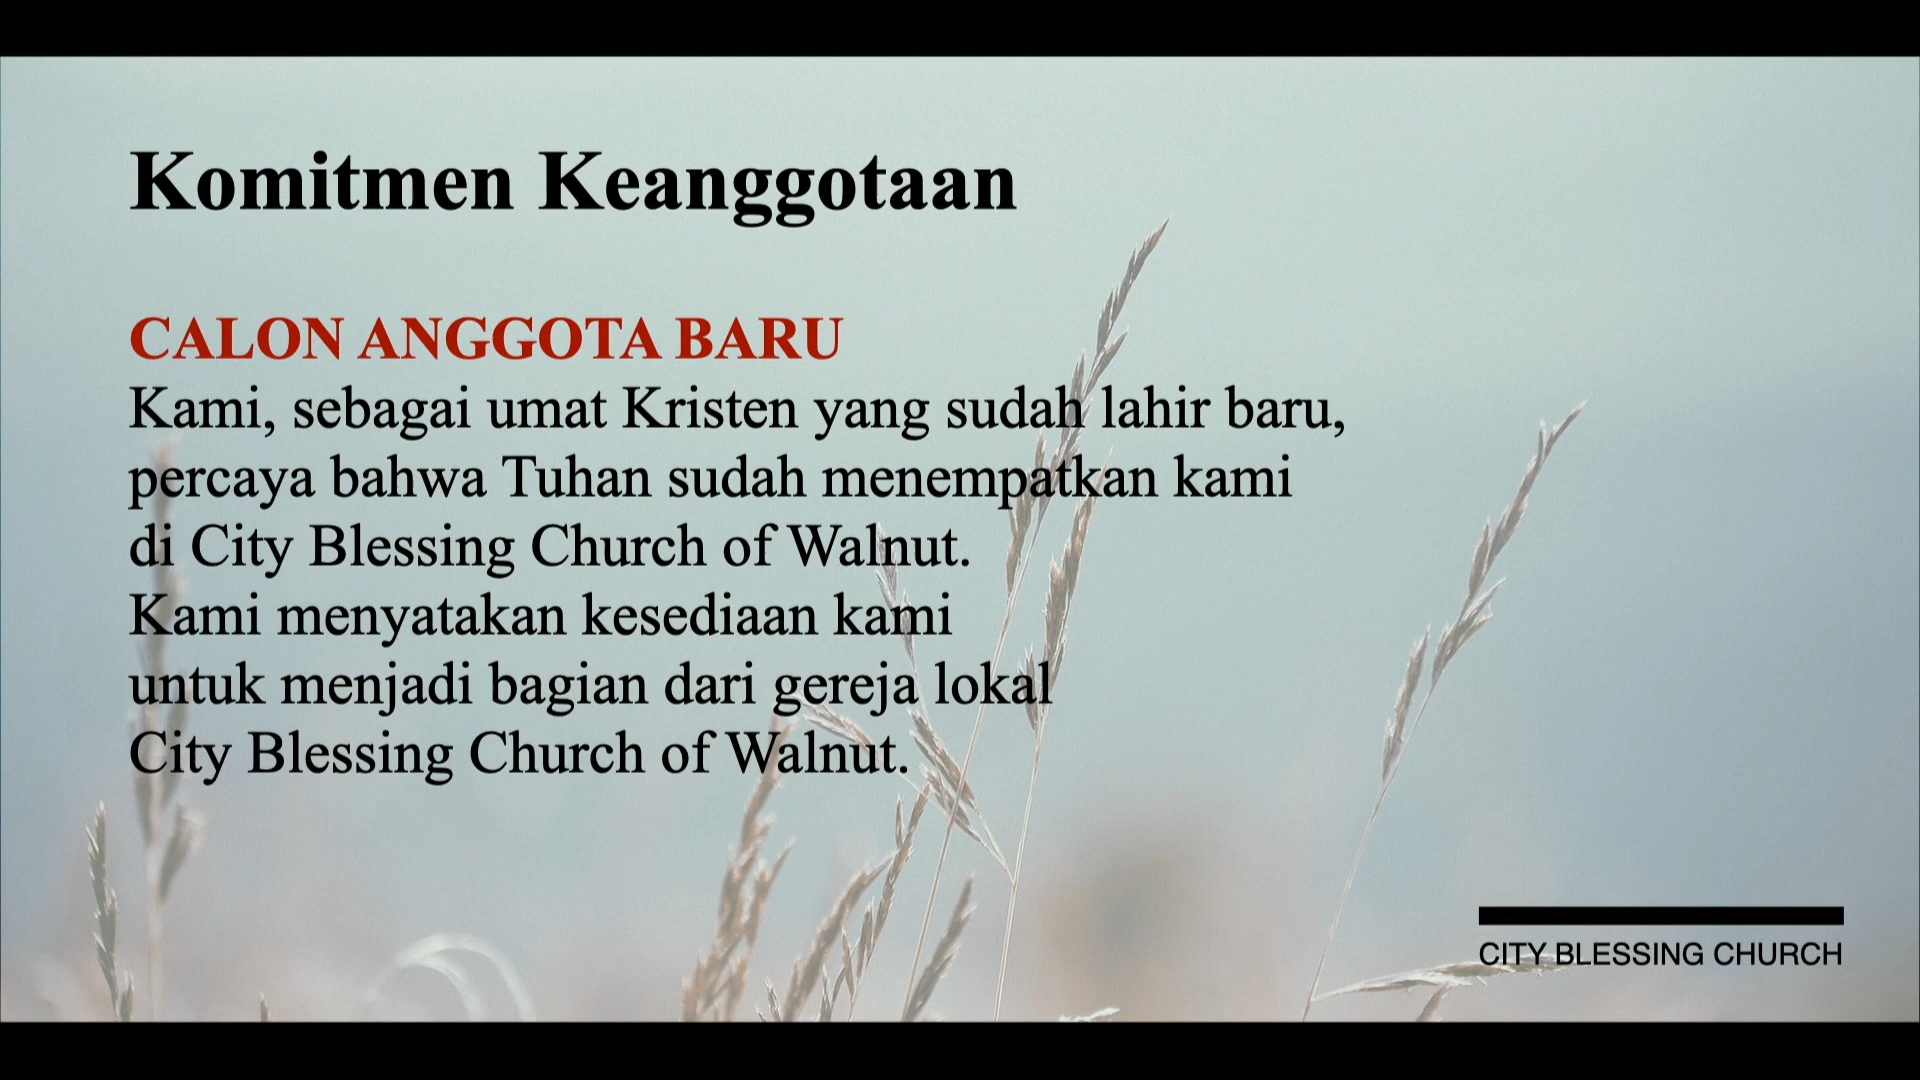 Komitmen Keanggotaan
CALON ANGGOTA BARU
Kami, sebagai umat Kristen yang sudah lahir baru,
percaya bahwa Tuhan sudah menempatkan kami
di City Blessing Church of Walnut.
Kami menyatakan kesediaan kami
untuk menjadi bagian dari gereja lokal
City Blessing Church of Walnut.
CITY BLESSING CHURCH